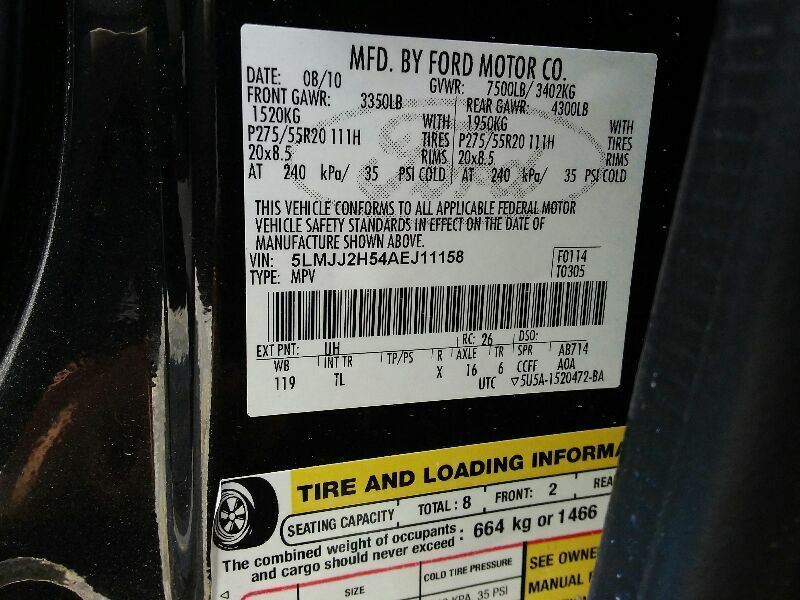 MFD. BY FORD MOTOR CO.
DATE: 08/10 GVWR: 7500LB/ 3402KG
FRONT GAWR: 3350LB REAR GAWR: 4300LB
1520KG WITH 1950KG WITH
P275/55R20 111H TIRES P275/55R20 111H TIRES
20x8.5 RIMS 20x8.5 RIMS
AT 240 kPa/ 35 PSI COLD AT 240 kPa/ 35 PSI COLD
THIS VEHICLE CONFORMS TO ALL APPLICABLE FEDERAL MOTOR
VEHICLE SAFETY STANDARDS IN EFFECT ON THE DATE OF
MANUFACTURE SHOWN ABOVE.
VIN: 5LMJJ2H54AEJ11158 F0114
TYPE: MPV T0305
EXT PNT: UH RC: 26 DSO:
WB INT TR TP/PS R AXLE TR SPR AB714
119 TL X 16 6 CCFF AOA
UTC ▽5U5A-1520472-BA
TIRE AND LOADING INFORMA
SEATING CAPACITY TOTAL : 8 FRONT: 2 REA
The combined weight of occupants and cargo should never exceed : 664 kg or 1466
SIZE COLD TIRE PRESSURE SEE OWNE
KPA, 35 PSI MANUAL F